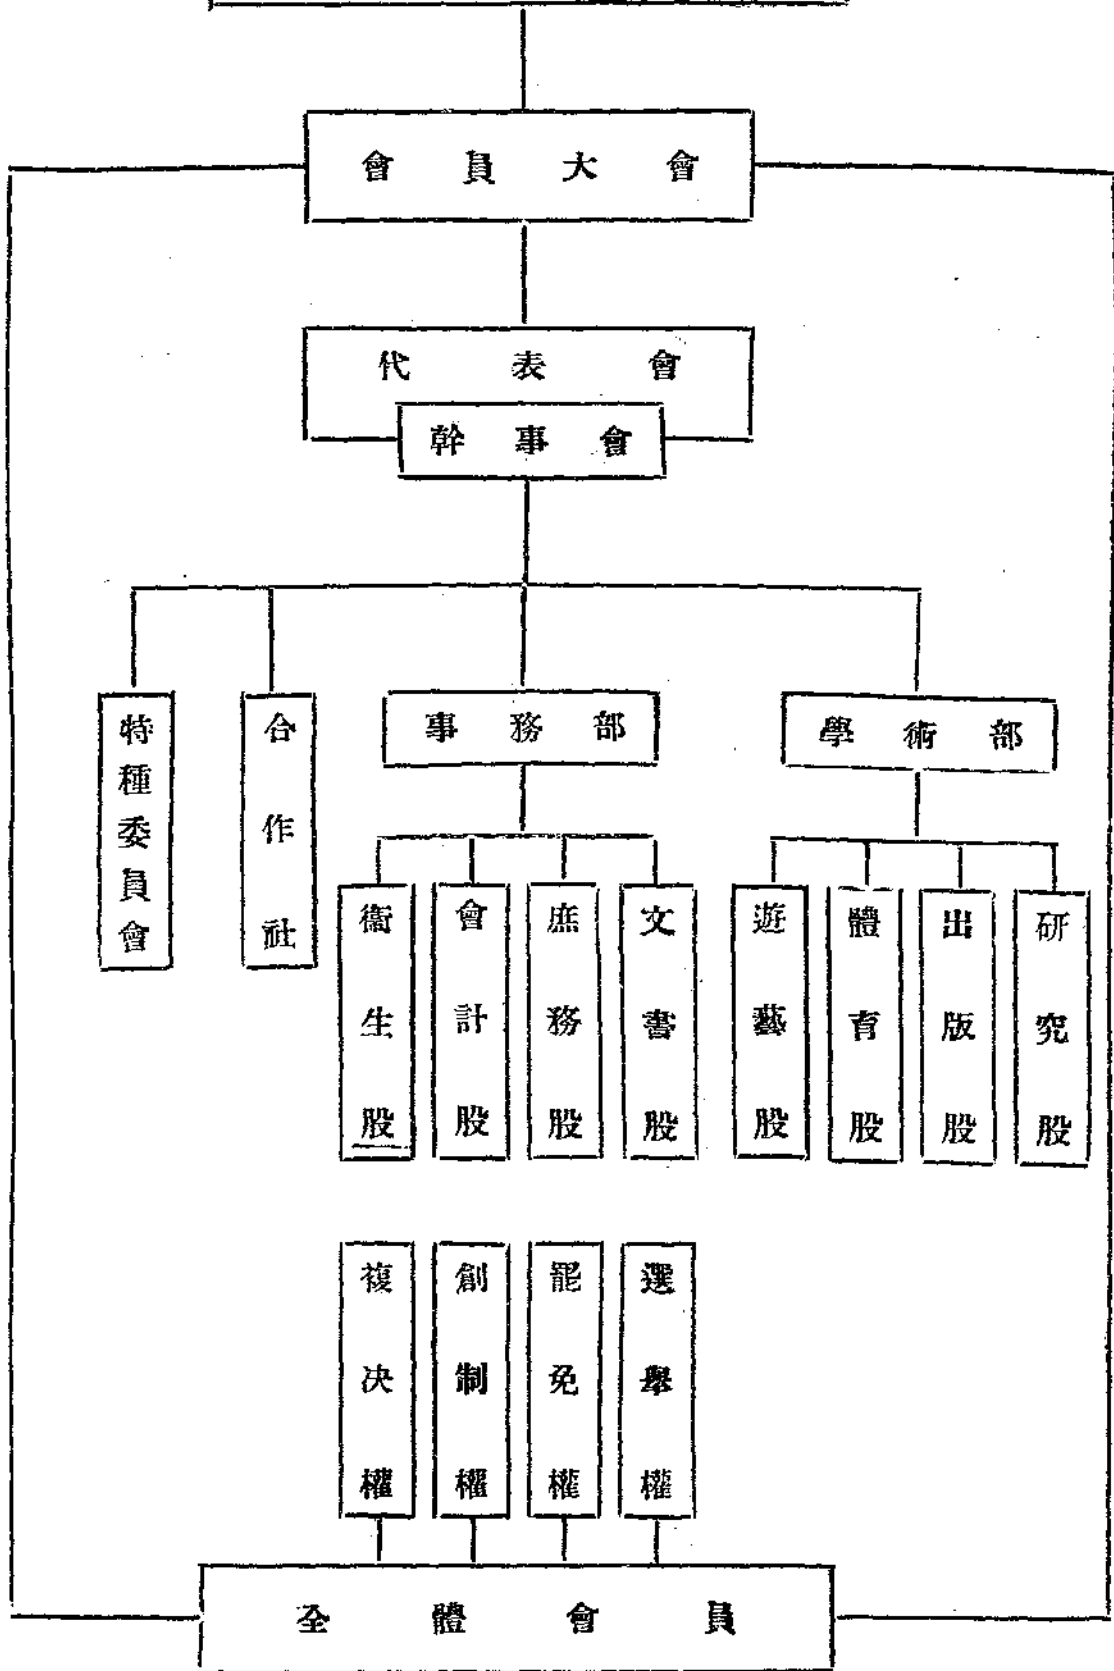 會員大會
代表會
幹事會
學術部
事務部
合作社
特種委員會
研究股
出版股
體育股
遊藝股
文書股
庶務股
會計股
衞生股
選舉權
罷免權
創制權
複决權
全體會員